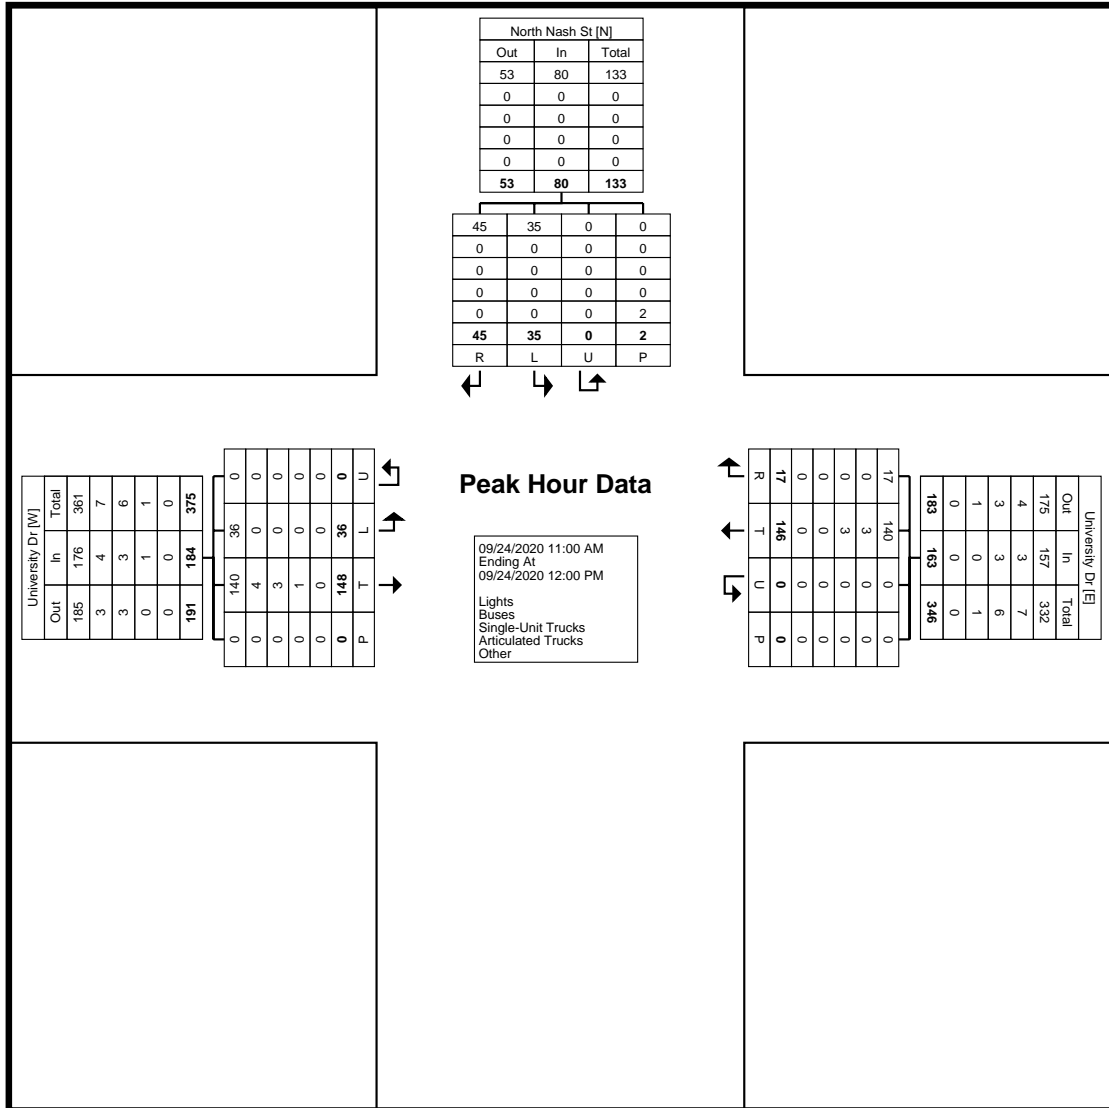 North Nash St [N]
Out In Total
53 80 133
0 0 0
0 0 0
0 0 0
0 0 0
53 80 133
45 35 0 0
0 0 0 0
0 0 0 0
0 0 0 0
0 0 0 2
45 35 0 2
R L U P
University Dr [W]
Total In Out
361 176 185
7 4 3
6 3 3
1 1 0
0 0 0
375 184 191
0 36 140 0
0 0 4 0
0 0 3 0
0 0 1 0
0 0 0 0
0 36 148 0
U L T P
Peak Hour Data
09/24/2020 11:00 AM
Ending At
09/24/2020 12:00 PM
Lights
Buses
Single-Unit Trucks
Articulated Trucks
Other
R T U P
17 146 0 0
0 0 0 0
0 0 0 0
0 3 0 0
0 3 0 0
17 140 0 0
University Dr [E]
Out In Total
175 157 332
4 3 7
3 3 6
1 0 1
0 0 0
183 163 346